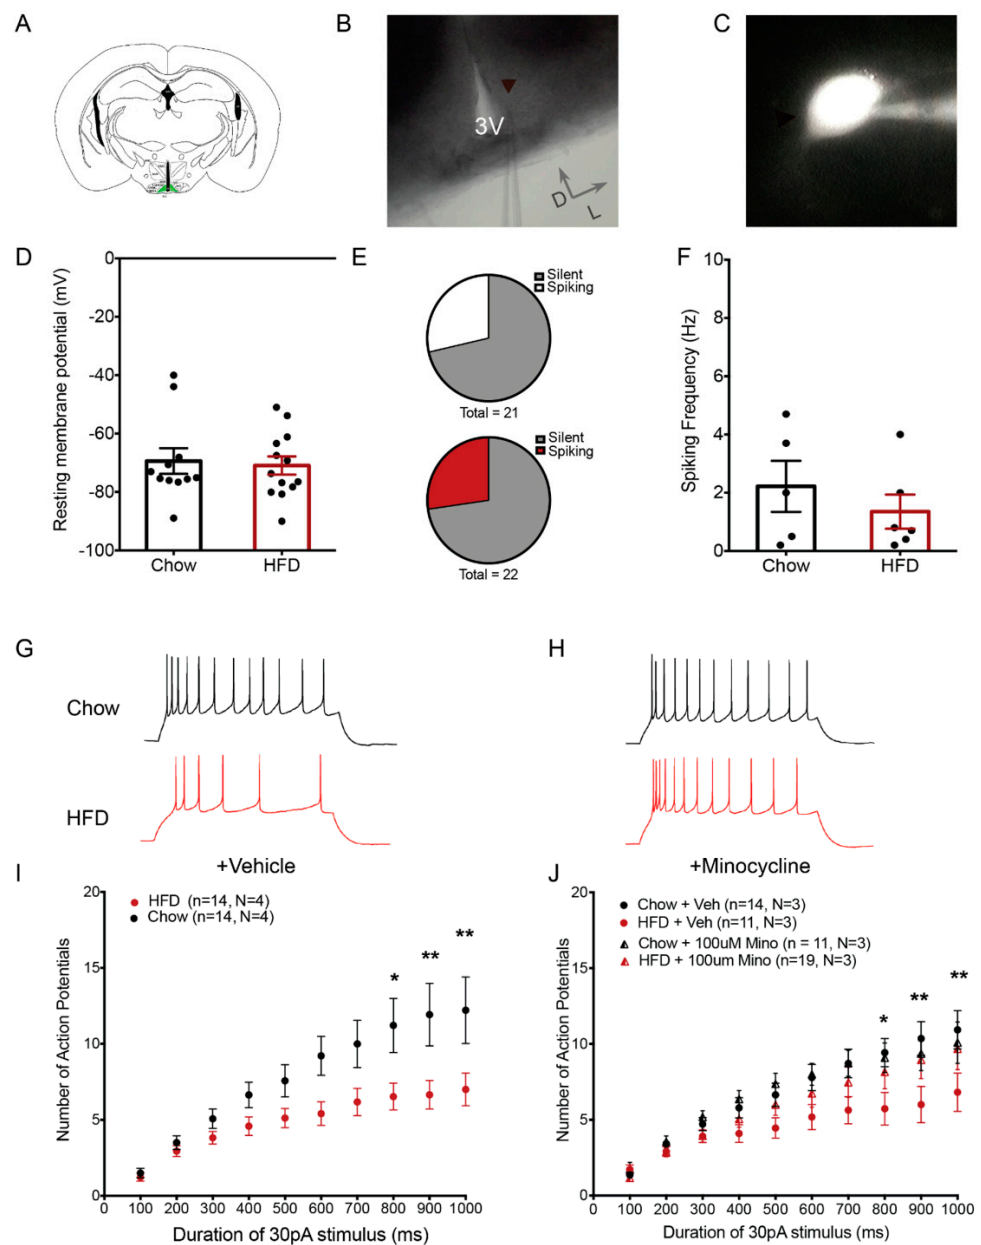 A
B
C
3V
D
L
D
E
F
Resting membrane potential (mV)
0
-20
-40
-60
-80
-100
Chow
HFD
Silent
Spiking
Total = 21
Silent
Spiking
Total = 22
Spiking Frequency (Hz)
10
8
6
4
2
0
Chow
HFD
G
H
Chow
HFD
+Vehicle
+Minocycline
I
J
Number of Action Potentials
20
15
10
5
0
HFD (n=14, N=4)
Chow (n=14, N=4)
* ** **
0 100 200 300 400 500 600 700 800 900 1000
Duration of 30pA stimulus (ms)
Number of Action Potentials
20
15
10
5
0
Chow + Veh (n=14, N=3)
HFD + Veh (n=11, N=3)
Chow + 100uM Mino (n = 11, N=3)
HFD + 100um Mino (n=19, N=3)
* ** **
0 100 200 300 400 500 600 700 800 900 1000
Duration of 30pA stimulus (ms)